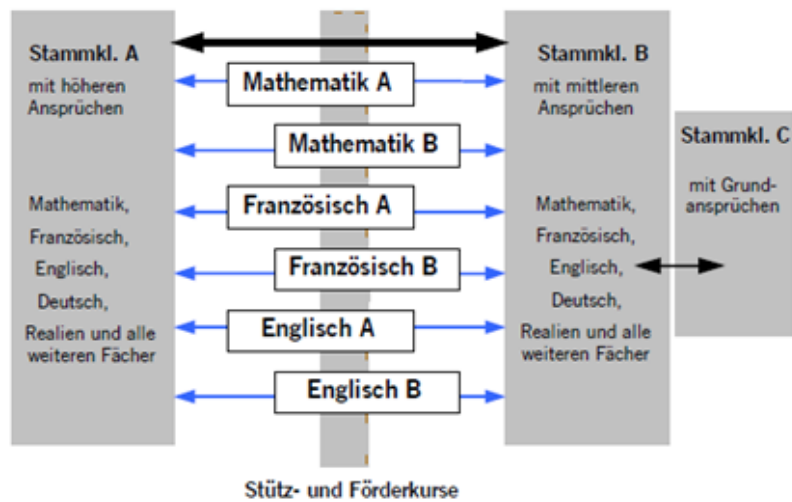 Stammkl. A
mit höheren
Ansprüchen
Mathematik,
Französisch,
Englisch,
Deutsch,
Realien und alle
weiteren Fächer
Mathematik A
Mathematik B
Französisch A
Französisch B
Englisch A
Englisch B
Stütz- und Förderkurse
Stammkl. B
mit mittleren
Ansprüchen
Mathematik,
Französisch,
Englisch,
Deutsch,
Realien und alle
weiteren Fächer
Stammkl. C
mit Grund-
ansprüchen